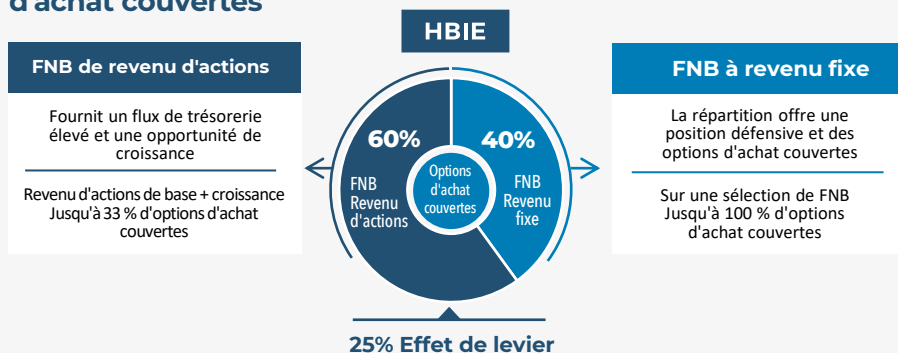 d'achat couvertes
HBIE
FNB de revenu d'actions
Fournit un flux de trésorerie
élevé et une opportunité de
croissance
Revenu d'actions de base + croissance
Jusqu'à 33 % d'options d'achat
couvertes
60%
FNB
Revenu
d'actions
Options
d'achat
couvertes
40%
FNB
Revenu
fixe
FNB à revenu fixe
La répartition offre une
position défensive et des
options d'achat couvertes
Sur une sélection de FNB
Jusqu'à 100 % d'options
d'achat couvertes
25% Effet de levier